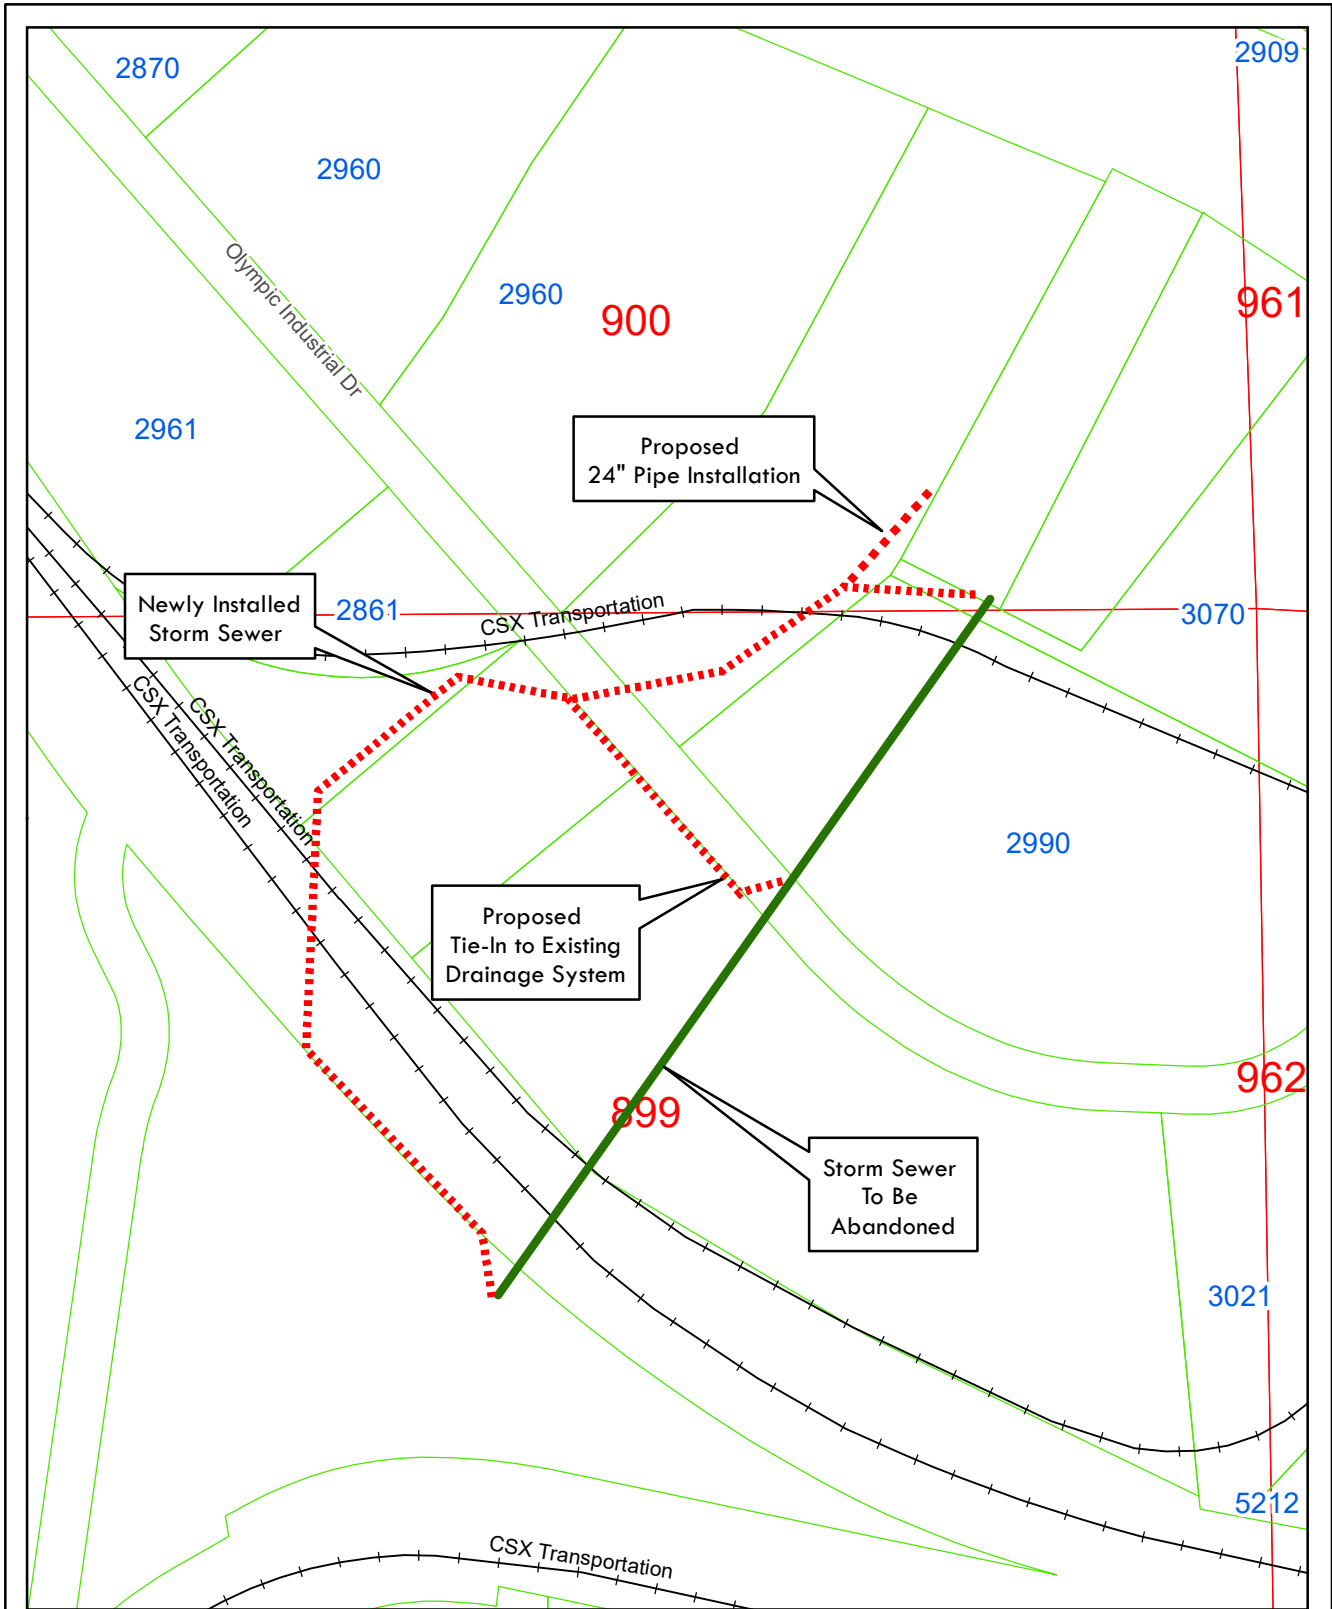 2870
2909
2960
Olympic Industrial Dr
2960
900
961
2961
Proposed
24" Pipe Installation
Newly Installed
Storm Sewer
2861
CSX Transportation
3070
CSX Transportation
CSX Transportation
2990
Proposed
Tie-In to Existing
Drainage System
962
899
Storm Sewer
To Be
Abandoned
3021
5212
CSX Transportation